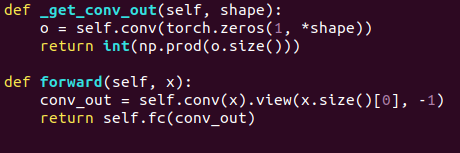 def _get_conv_out(self, shape):
    o = self.conv(torch.zeros(1, *shape))
    return int(np.prod(o.size()))

def forward(self, x):
    conv_out = self.conv(x).view(x.size()[0], -1)
    return self.fc(conv_out)